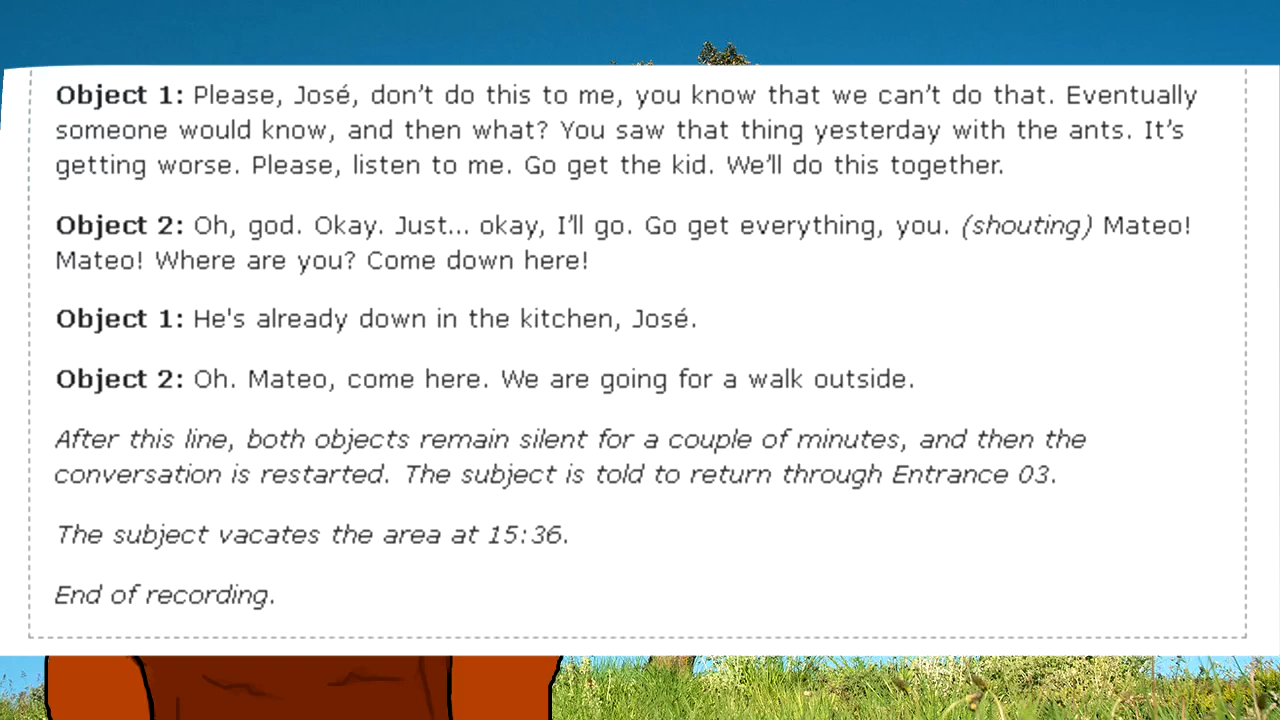 Object 1: Please, José, don’t do this to me, you know that we can’t do that. Eventually
someone would know, and then what? You saw that thing yesterday with the ants. It’s
getting worse. Please, listen to me. Go get the kid. We’ll do this together.
Object 2: Oh, god. Okay. Just… okay, I’ll go. Go get everything, you. (shouting) Mateo!
Mateo! Where are you? Come down here!
Object 1: He's already down in the kitchen, José.
Object 2: Oh. Mateo, come here. We are going for a walk outside.
After this line, both objects remain silent for a couple of minutes, and then the
conversation is restarted. The subject is told to return through Entrance 03.
The subject vacates the area at 15:36.
End of recording.